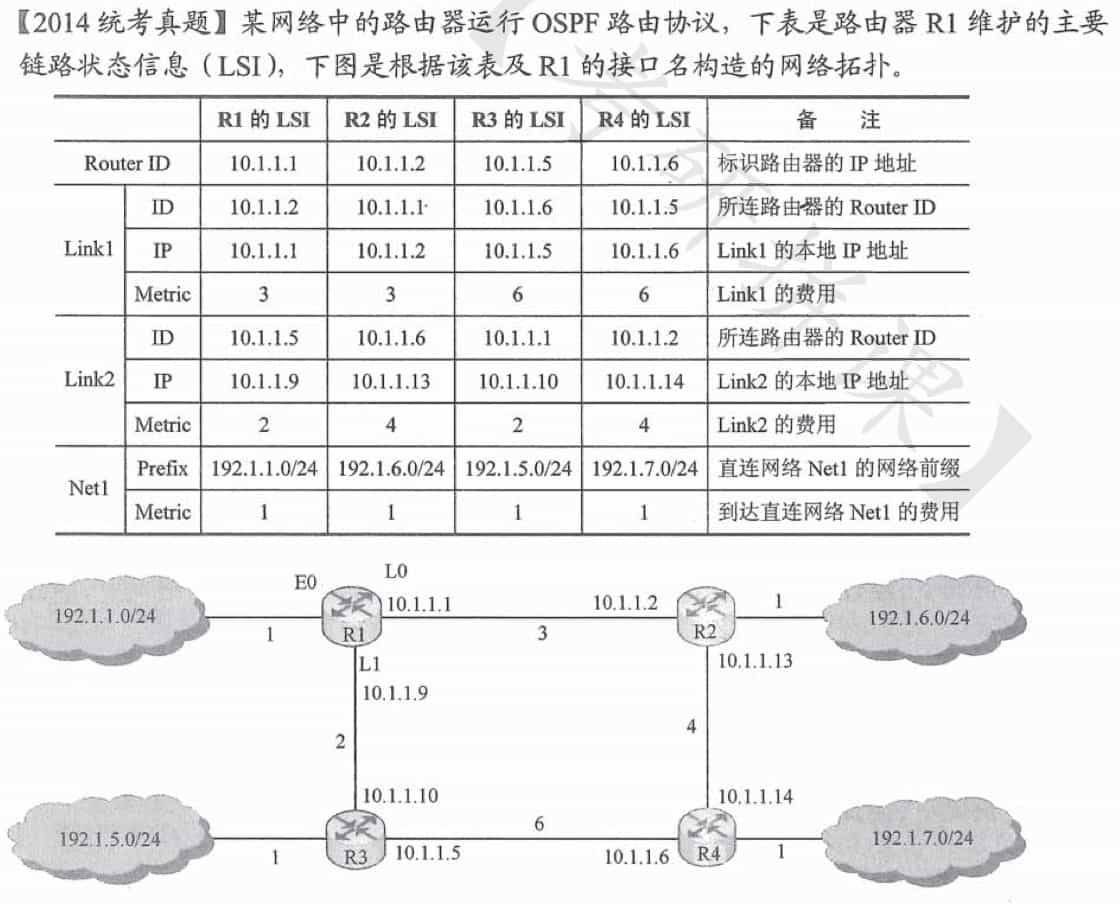 【2014 统考真题】某网络中的路由器运行 OSPF 路由协议，下表是路由器 R1 维护的主要
链路状态信息（LSI），下图是根据该表及 R1 的接口名构造的网络拓扑。
R1 的 LSI R2 的 LSI R3 的 LSI R4 的 LSI 备 注
Router ID 10.1.1.1 10.1.1.2 10.1.1.5 10.1.1.6 标识路由器的 IP 地址
Link1 ID 10.1.1.2 10.1.1.1 10.1.1.6 10.1.1.5 所连路由器的 Router ID
IP 10.1.1.1 10.1.1.2 10.1.1.5 10.1.1.6 Link1 的本地 IP 地址
Metric 3 3 6 6 Link1 的费用
Link2 ID 10.1.1.5 10.1.1.6 10.1.1.1 10.1.1.2 所连路由器的 Router ID
IP 10.1.1.9 10.1.1.13 10.1.1.10 10.1.1.14 Link2 的本地 IP 地址
Metric 2 4 2 4 Link2 的费用
Net1 Prefix 192.1.1.0/24 192.1.6.0/24 192.1.5.0/24 192.1.7.0/24 直连网络 Net1 的网络前缀
Metric 1 1 1 1 到达直连网络 Net1 的费用
E0 L0
192.1.1.0/24 10.1.1.1 10.1.1.2 1 192.1.6.0/24
1 R1 3 R2
L1 10.1.1.13
10.1.1.9
2 4
10.1.1.10 10.1.1.14
192.1.5.0/24 6 192.1.7.0/24
1 R3 10.1.1.5 10.1.1.6 R4 1